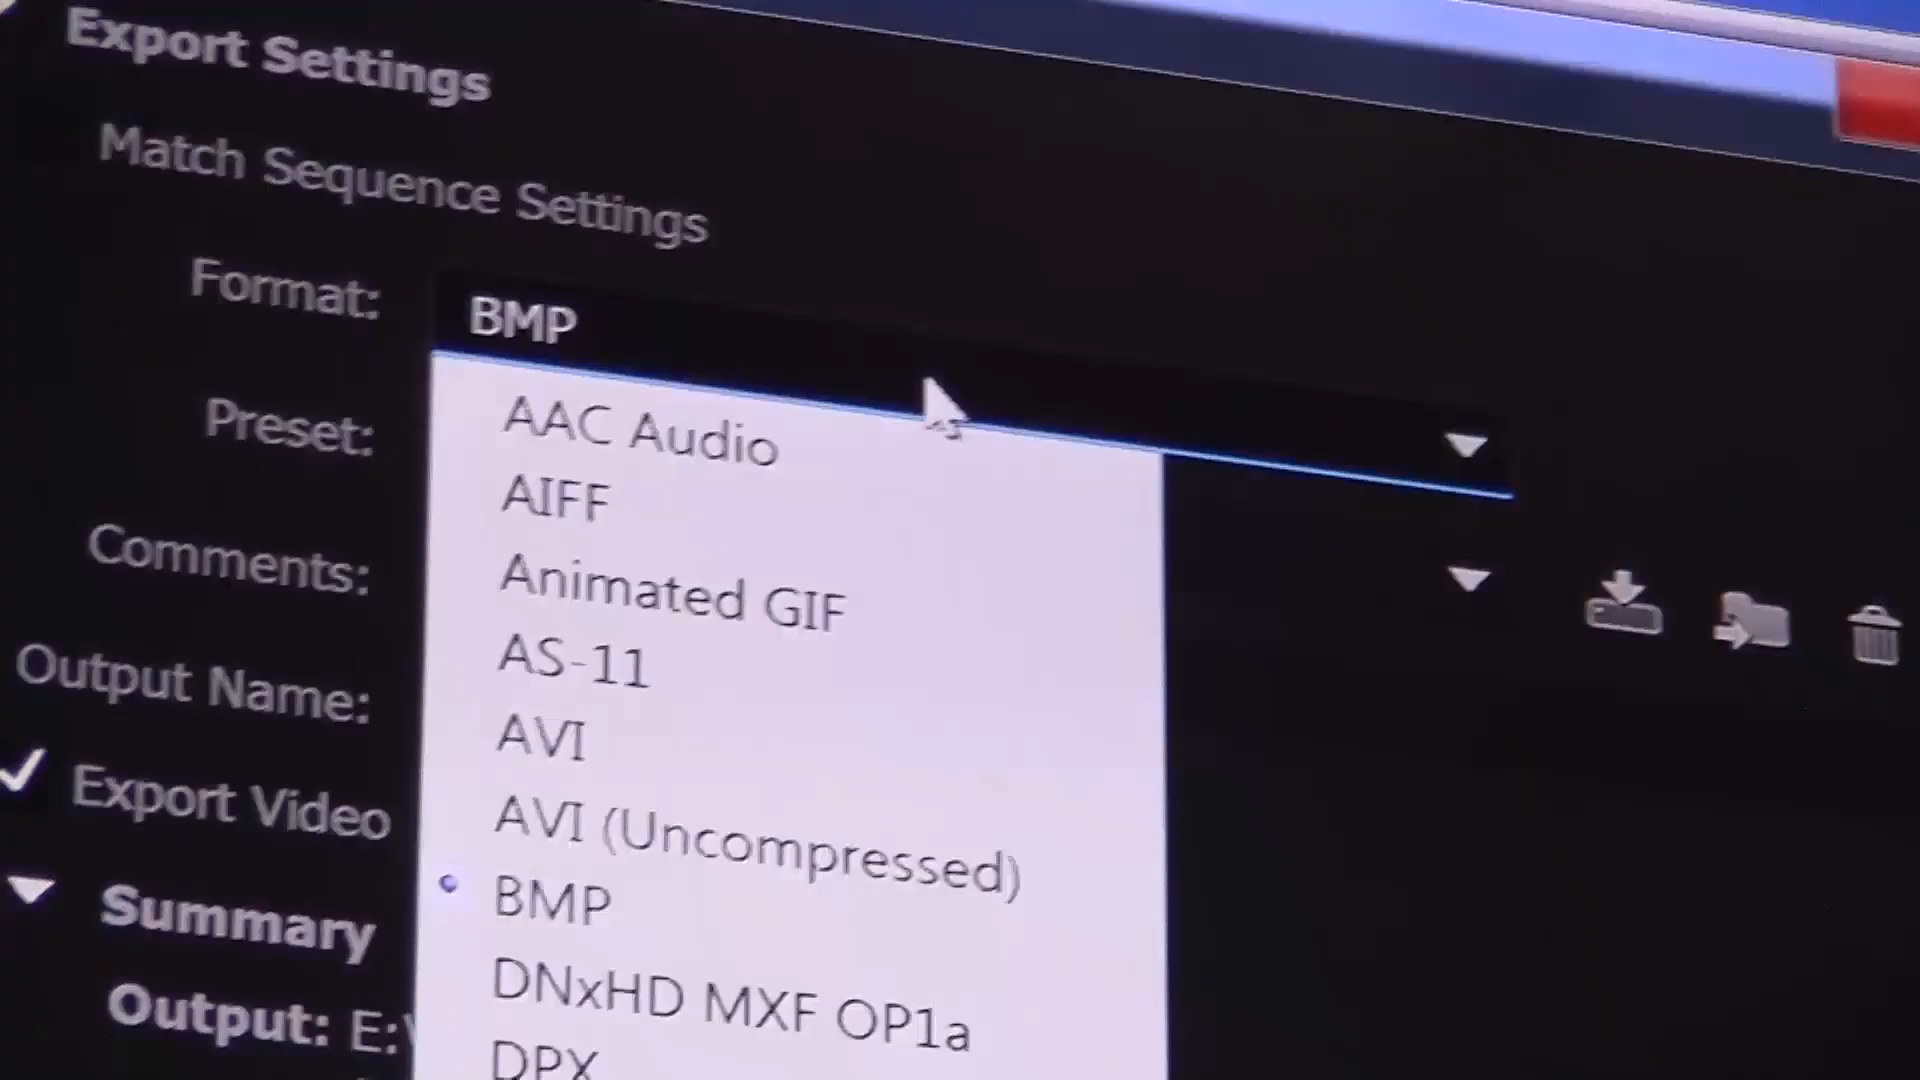 Export Settings
Match Sequence Settings
Format: BMP
Preset:
Comments:
Output Name:
Export Video
Summary
Output: E:\
AAC Audio
AIFF
Animated GIF
AS-11
AVI
AVI (Uncompressed)
BMP
DNxHD MXF OP1a
DPX